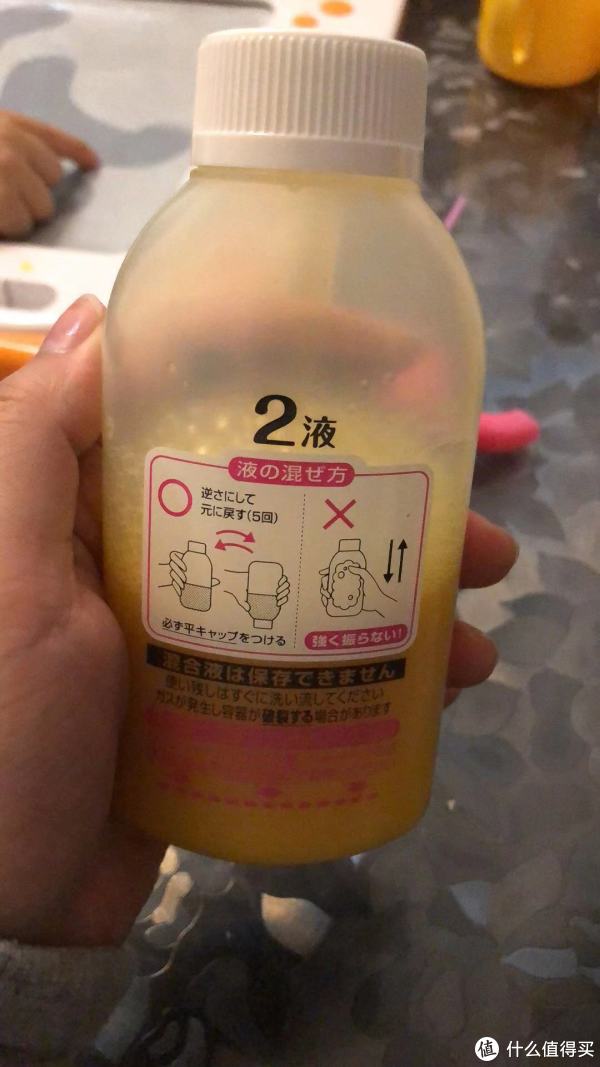 2液
液の混ぜ方
逆さにして
元に戻す(5回)
必ず平キャップをつける
強く振らない!
混合液は保存できません
使い残しはすぐに洗い流してください
ガスが発生し容器が破裂する場合があります
值 什么值得买